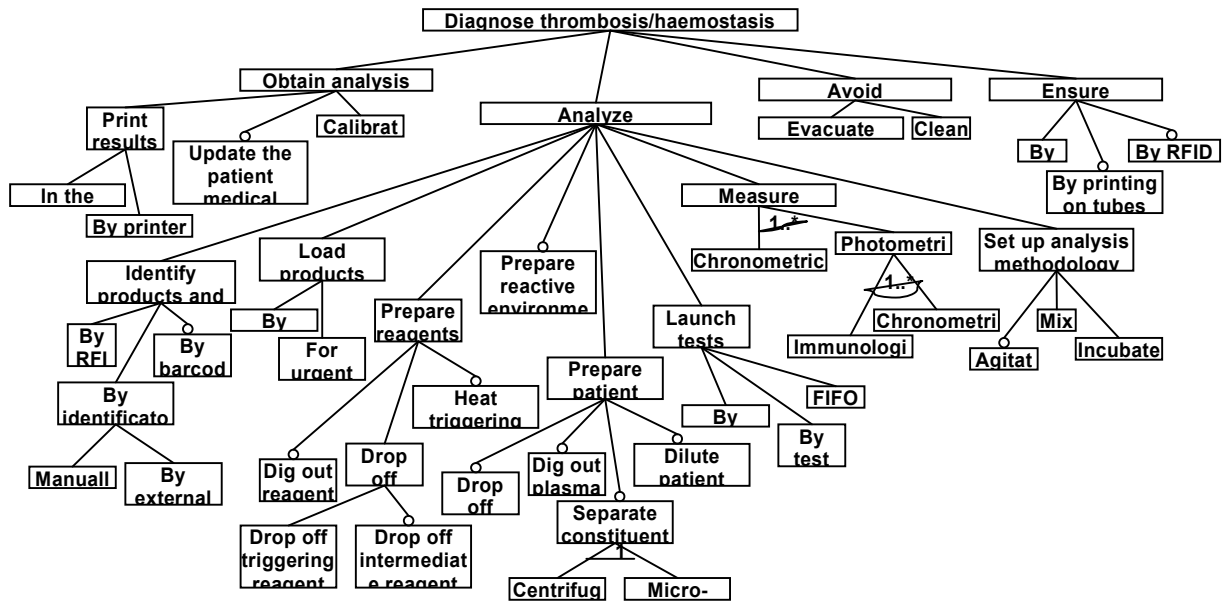 Diagnose thrombosis/haemostasis
Obtain analysis
Avoid
Ensure
Print
results
Calibrat
Analyze
Evacuate
Clean
Update the
patient
medical
By
By RFID
In the
By printer
By printing
on tubes
Measure
1..*
Chronometric
Photometri
1..*
Set up analysis
methodology
Identify
products and
Load
products
Prepare
reactive
environme
Prepare
reagents
Launch
tests
Chronometri
Immunologi
Mix
Agitat
Incubate
By
RFI
By
barcod
By
For
urgent
By
identificato
Heat
triggering
Prepare
patient
By
FIFO
By
test
Manuall
By
external
Dig out
reagent
Drop
off
Drop
off
Dig out
plasma
Dilute
patient
Separate
constituent
1
Drop off
triggering
reagent
Drop off
intermediat
e reagent
Centrifug
Micro-